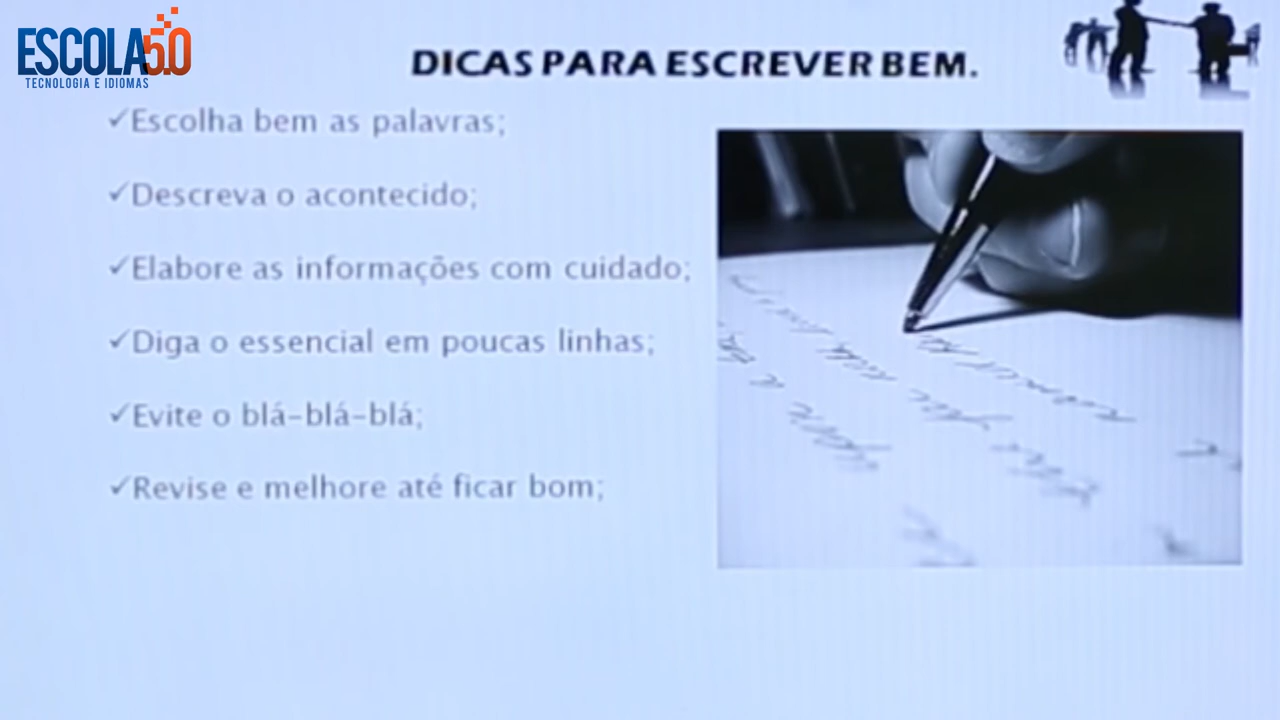 ESCOLA5.0
TECNOLOGIA E IDIOMAS
DICAS PARA ESCREVER BEM.
✓Escolha bem as palavras;
✓Descreva o acontecido;
✓Elabore as informações com cuidado;
✓Diga o essencial em poucas linhas;
✓Evite o blá-blá-blá;
✓Revise e melhore até ficar bom;